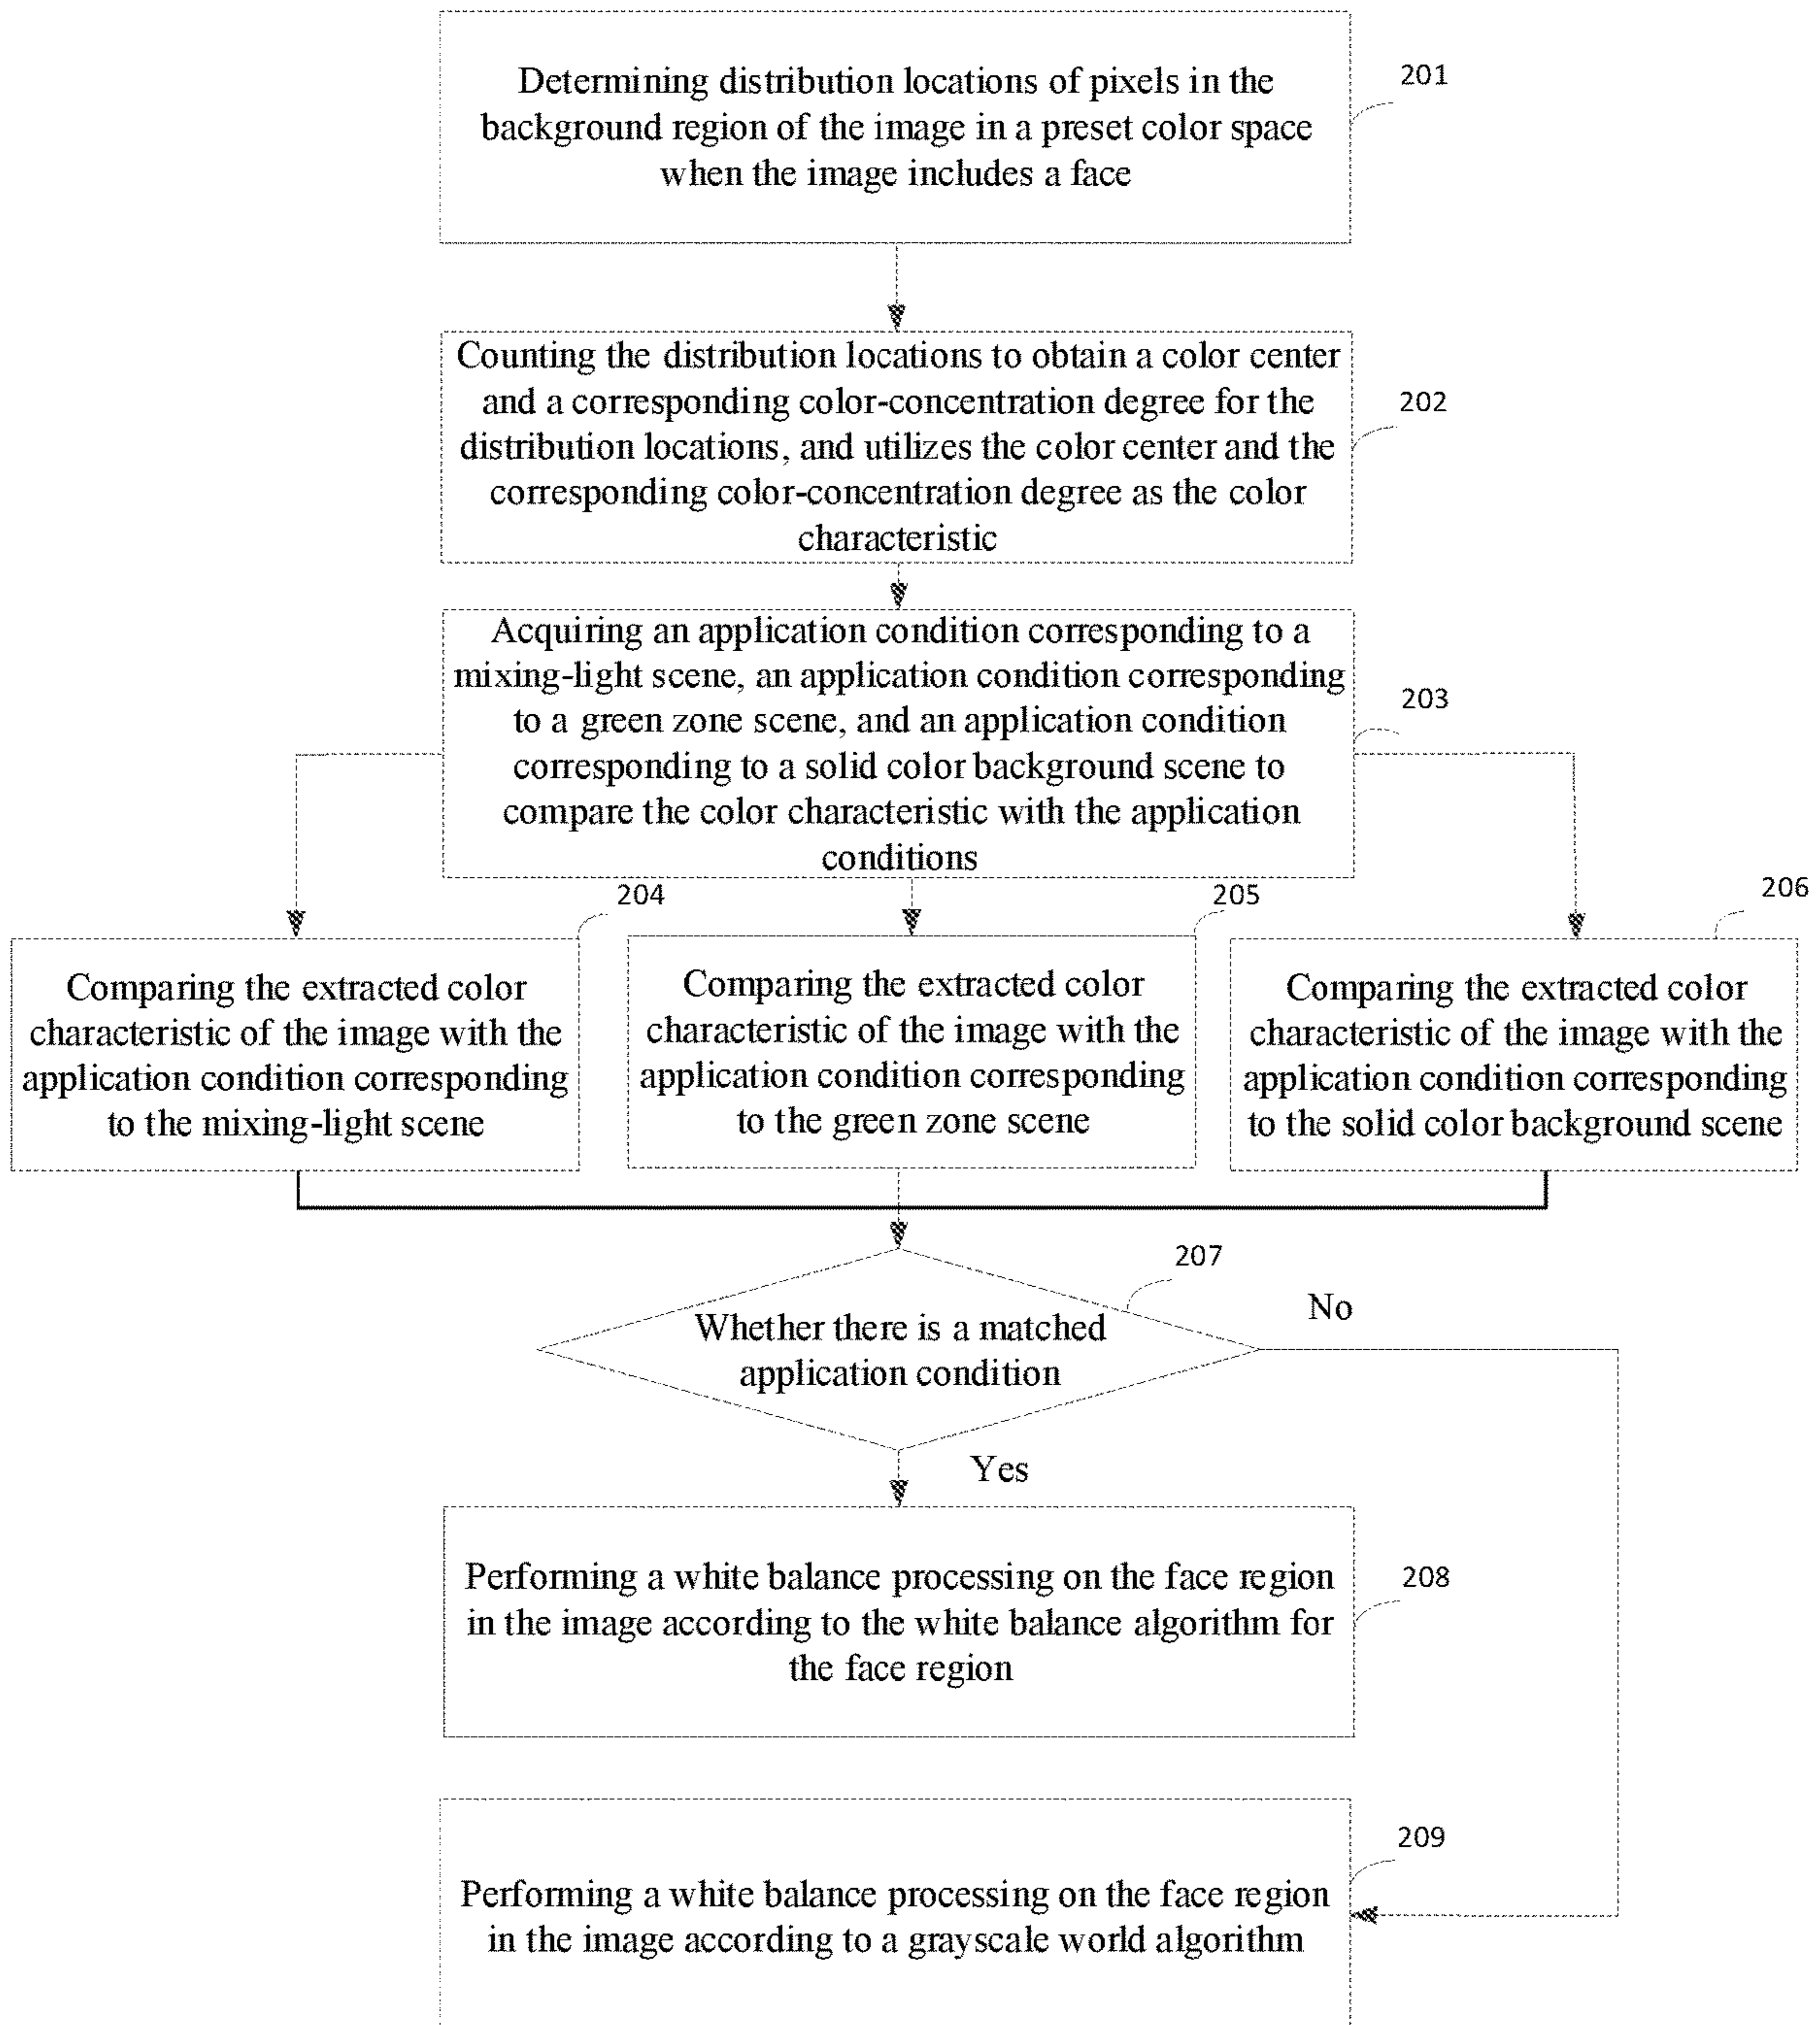 Determining distribution locations of pixels in the
background region of the image in a preset color space
when the image includes a face
201
Counting the distribution locations to obtain a color center
and a corresponding color-concentration degree for the
distribution locations, and utilizes the color center and the
corresponding color-concentration degree as the color
characteristic
202
Acquiring an application condition corresponding to a
mixing-light scene, an application condition corresponding
to a green zone scene, and an application condition
corresponding to a solid color background scene to
compare the color characteristic with the application
conditions
203
204
Comparing the extracted color
characteristic of the image with the
application condition corresponding
to the mixing-light scene
205
Comparing the extracted color
characteristic of the image with the
application condition corresponding
to the green zone scene
206
Comparing the extracted color
characteristic of the image with the
application condition corresponding
to the solid color background scene
207
Whether there is a matched
application condition
No
Yes
Performing a white balance processing on the face region
in the image according to the white balance algorithm for
the face region
208
Performing a white balance processing on the face region
in the image according to a grayscale world algorithm
209